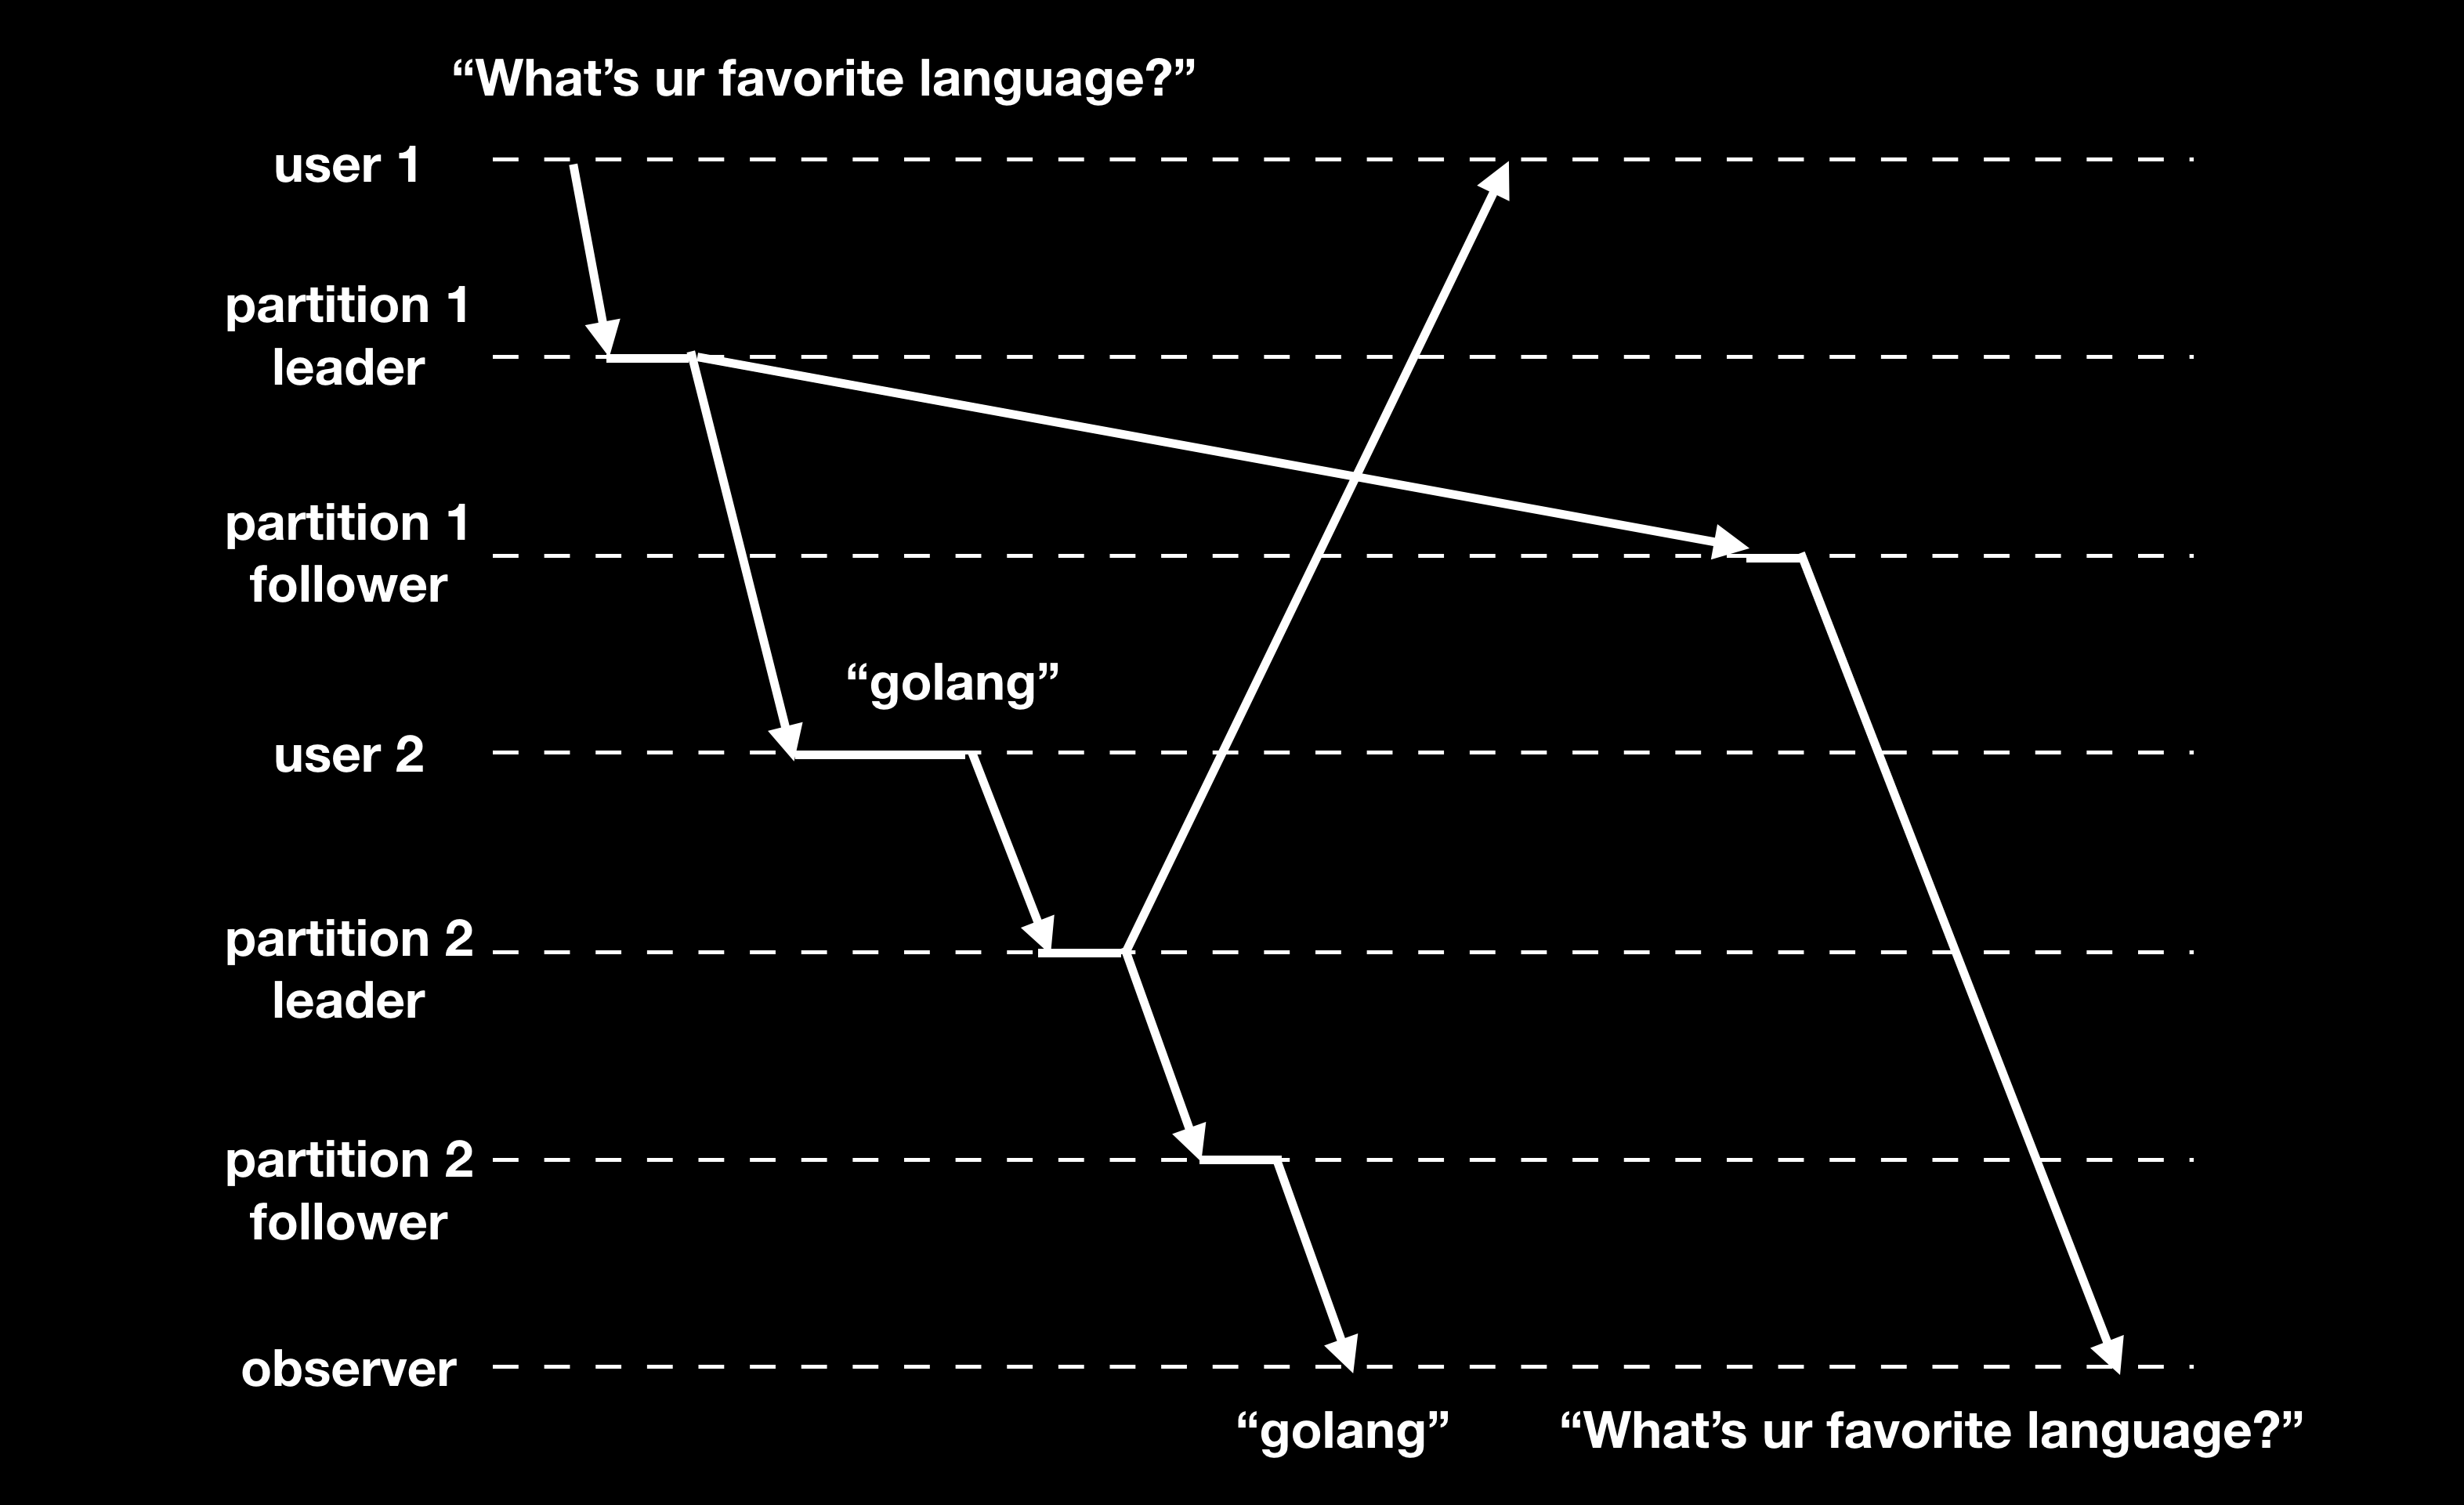 “What’s ur favorite language?”
user 1
partition 1
leader
partition 1
follower
“golang”
user 2
partition 2
leader
partition 2
follower
observer
“golang”
“What’s ur favorite language?”